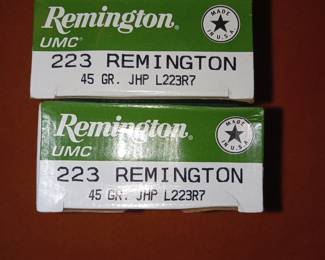 Remington®
MADE IN U.S.A.
UMC®
223 REMINGTON
45 GR. JHP L223R7
Remington®
MADE IN U.S.A.
UMC®
223 REMINGTON
45 GR. JHP L223R7